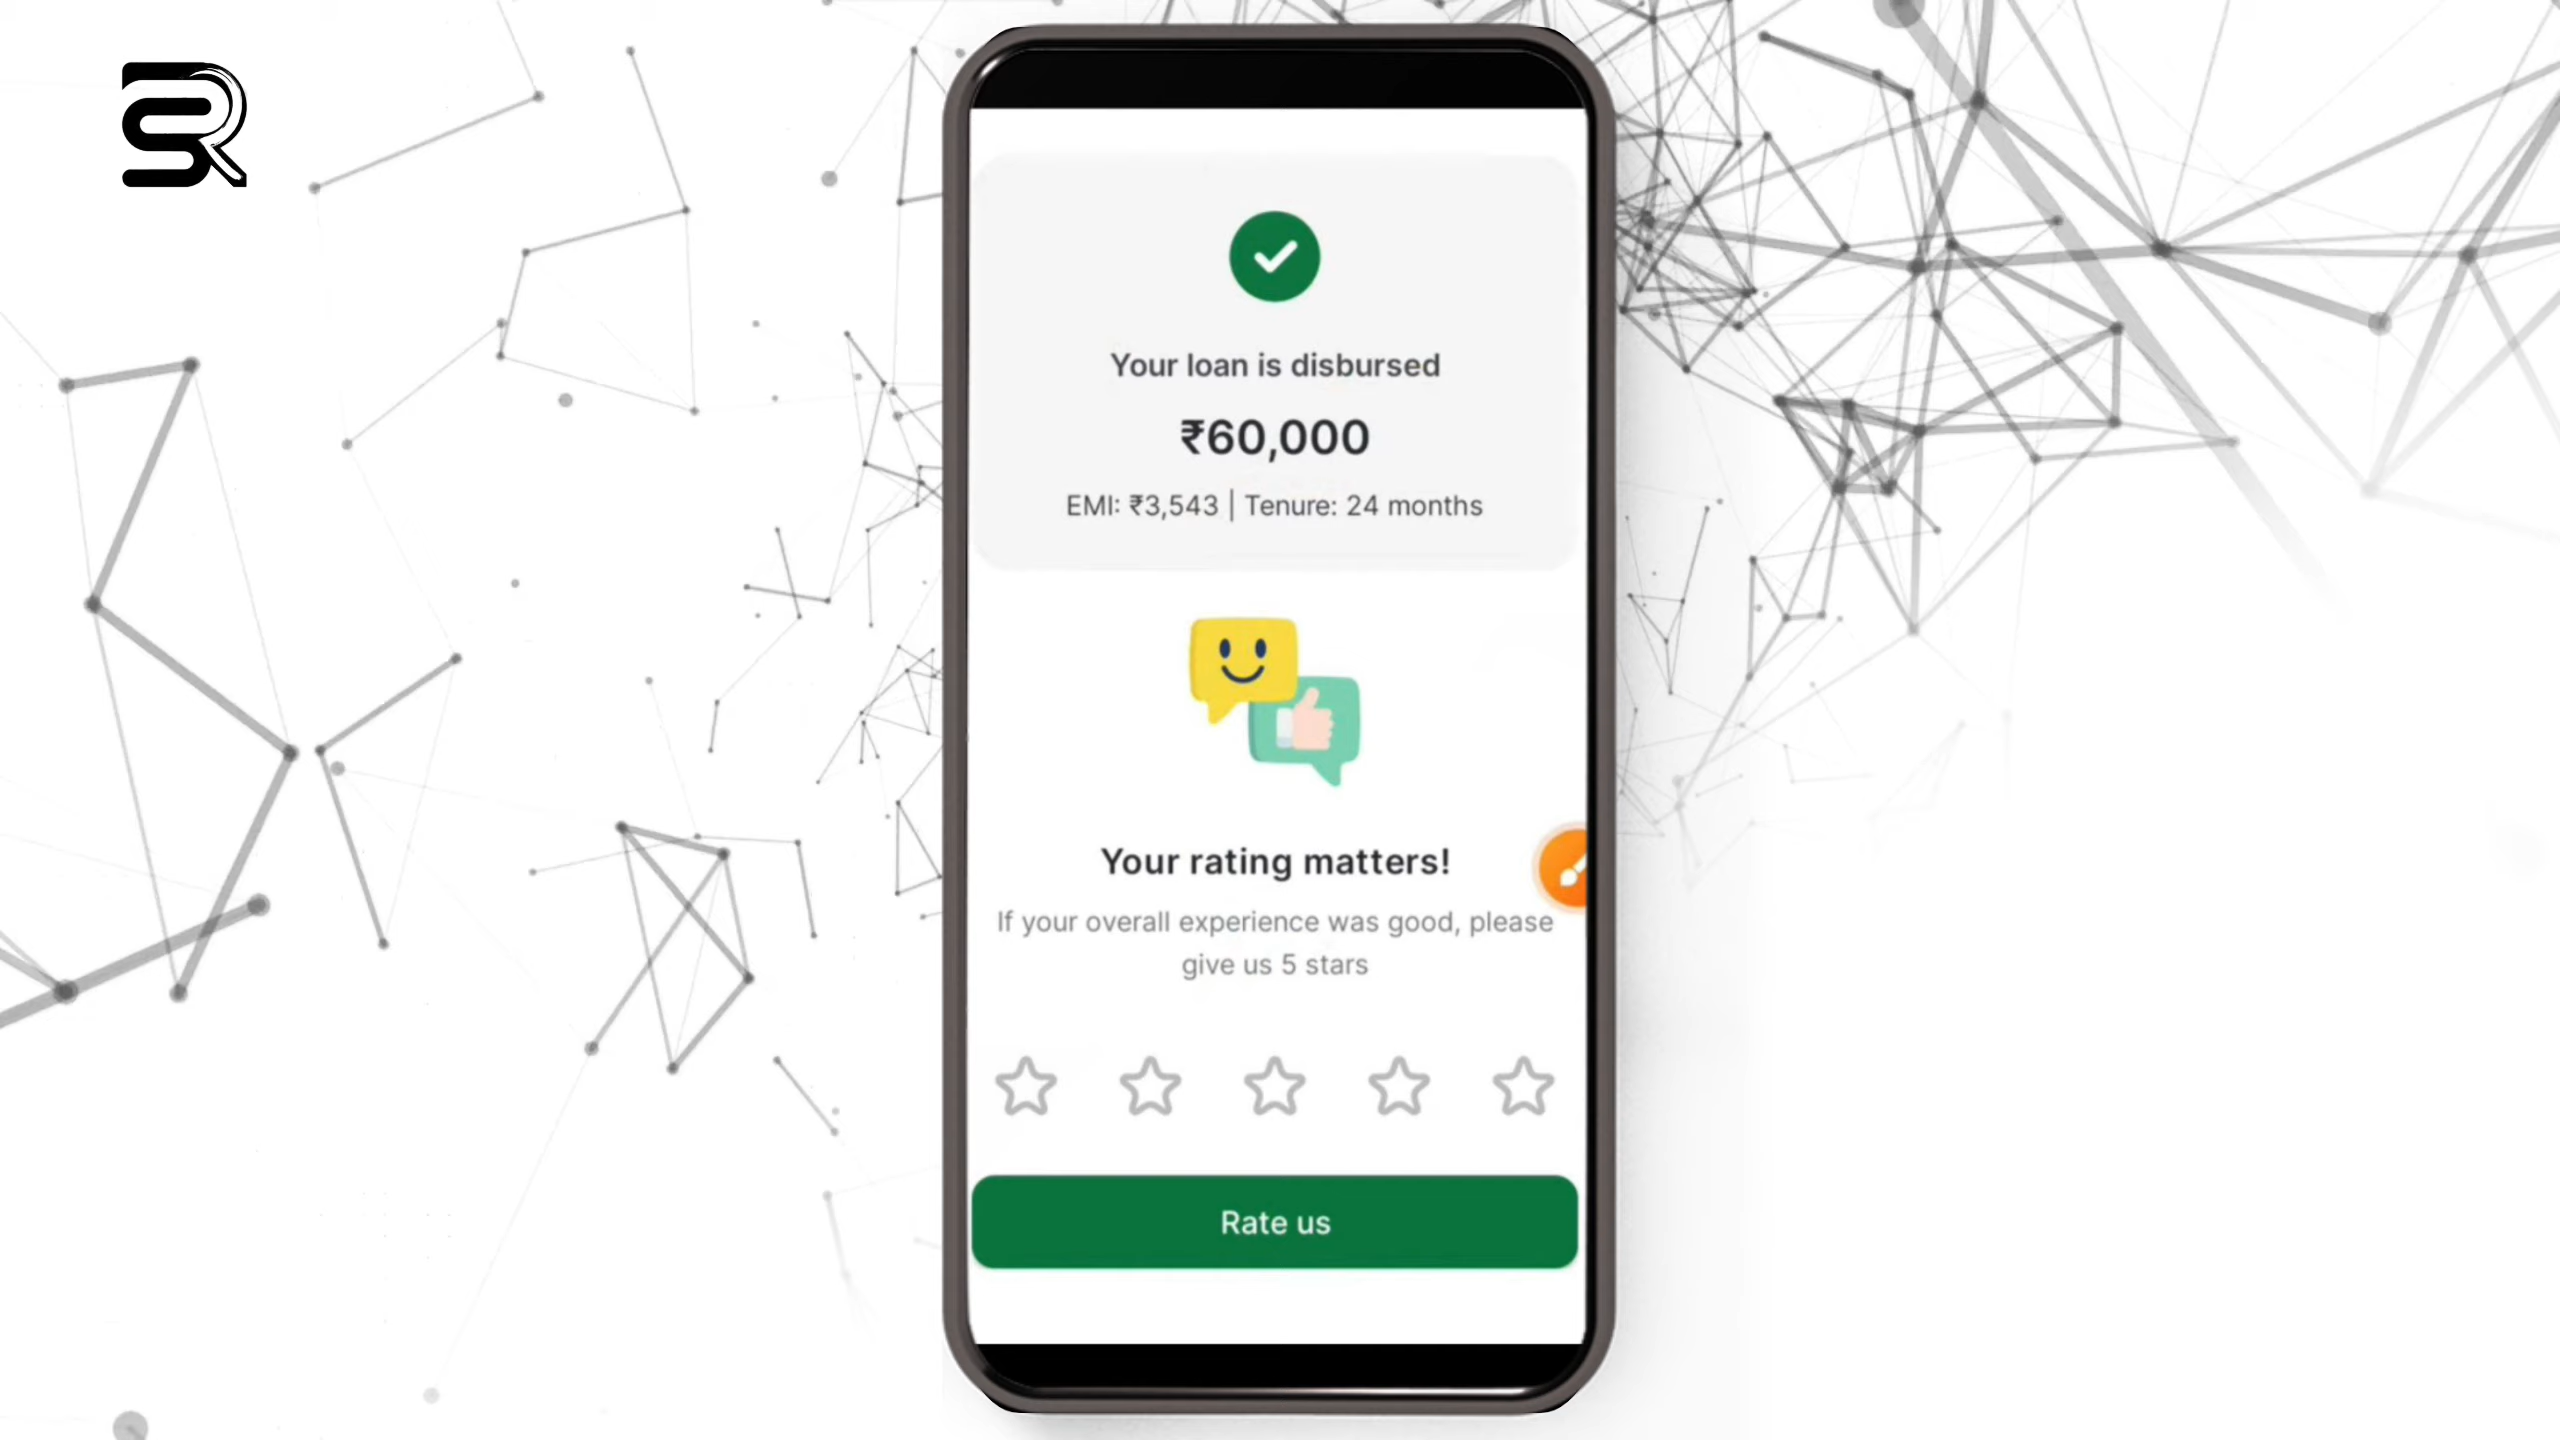 SR
Your loan is disbursed
₹60,000
EMI: ₹3,543 | Tenure: 24 months
Your rating matters!
If your overall experience was good, please
give us 5 stars
Rate us